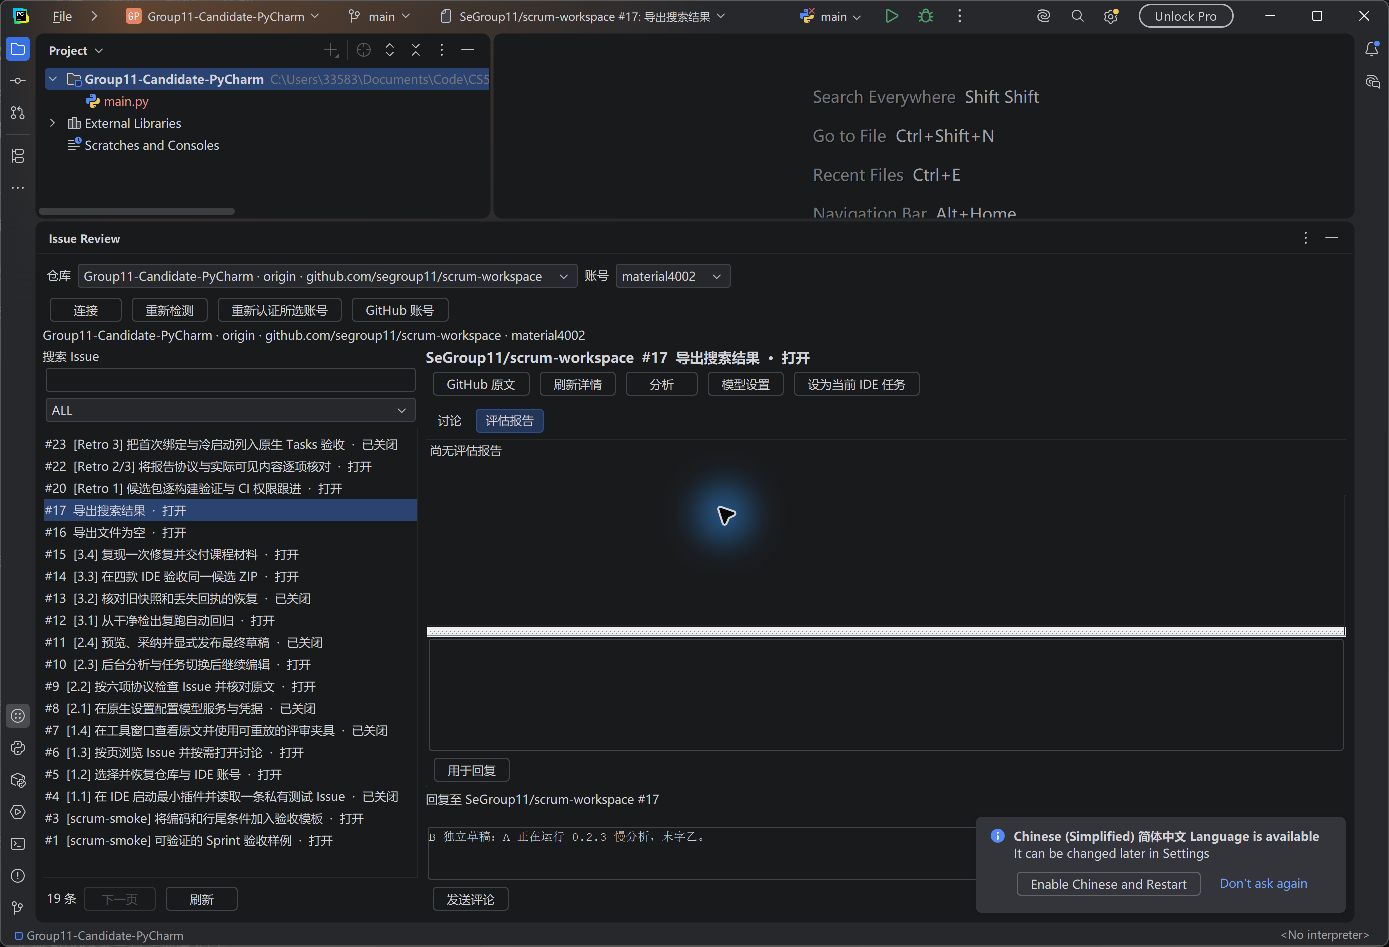 File
GP Group11-Candidate-PyCharm
main
SeGroup11/scrum-workspace #17: 导出搜索结果
main
Unlock Pro
Project
Group11-Candidate-PyCharm C:\Users\33583\Documents\Code\CS5
main.py
External Libraries
Scratches and Consoles
Search Everywhere Shift Shift
Go to File Ctrl+Shift+N
Recent Files Ctrl+E
Navigation Bar Alt+Home
Issue Review
仓库 Group11-Candidate-PyCharm · origin · github.com/segroup11/scrum-workspace 账号 material4002
连接 重新检测 重新认证所选账号 GitHub 账号
Group11-Candidate-PyCharm · origin · github.com/segroup11/scrum-workspace · material4002
搜索 Issue
ALL
#23 [Retro 3] 把首次绑定与冷启动列入原生 Tasks 验收 · 已关闭
#22 [Retro 2/3] 将报告协议与实际可见内容逐项核对 · 打开
#20 [Retro 1] 候选包逐构建验证与 CI 权限跟进 · 打开
#17 导出搜索结果 · 打开
#16 导出文件为空 · 打开
#15 [3.4] 复现一次修复并交付课程材料 · 打开
#14 [3.3] 在四款 IDE 验收同一候选 ZIP · 打开
#13 [3.2] 核对旧快照和丢失回执的恢复 · 已关闭
#12 [3.1] 从干净检出复跑自动回归 · 打开
#11 [2.4] 预览、采纳并显式发布最终草稿 · 已关闭
#10 [2.3] 后台分析与任务切换后继续编辑 · 打开
#9 [2.2] 按六项协议检查 Issue 并核对原文 · 打开
#8 [2.1] 在原生设置配置模型服务与凭据 · 已关闭
#7 [1.4] 在工具窗口查看原文并使用可重放的评审夹具 · 已关闭
#6 [1.3] 按页浏览 Issue 并按需打开讨论 · 打开
#5 [1.2] 选择并恢复仓库与 IDE 账号 · 打开
#4 [1.1] 在 IDE 启动最小插件并读取一条私有测试 Issue · 已关闭
#3 [scrum-smoke] 将编码和行尾条件加入验收模板 · 打开
#1 [scrum-smoke] 可验证的 Sprint 验收样例 · 打开
19 条 下一页 刷新
SeGroup11/scrum-workspace #17 导出搜索结果 · 打开
GitHub 原文 刷新详情 分析 模型设置 设为当前 IDE 任务
讨论 评估报告
尚无评估报告
用于回复
回复至 SeGroup11/scrum-workspace #17
B 独立草稿：A 正在运行 0.2.3 慢分析，末字乙。
发送评论
Chinese (Simplified) 简体中文 Language is available
It can be changed later in Settings
Enable Chinese and Restart Don't ask again
Group11-Candidate-PyCharm
<No interpreter>